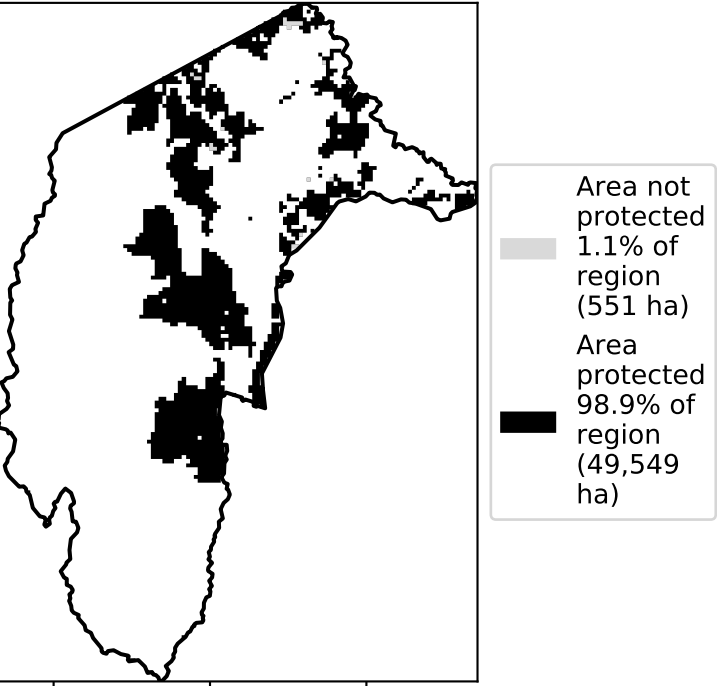 Area not
protected
1.1% of
region
(551 ha)
Area
protected
98.9% of
region
(49,549
ha)